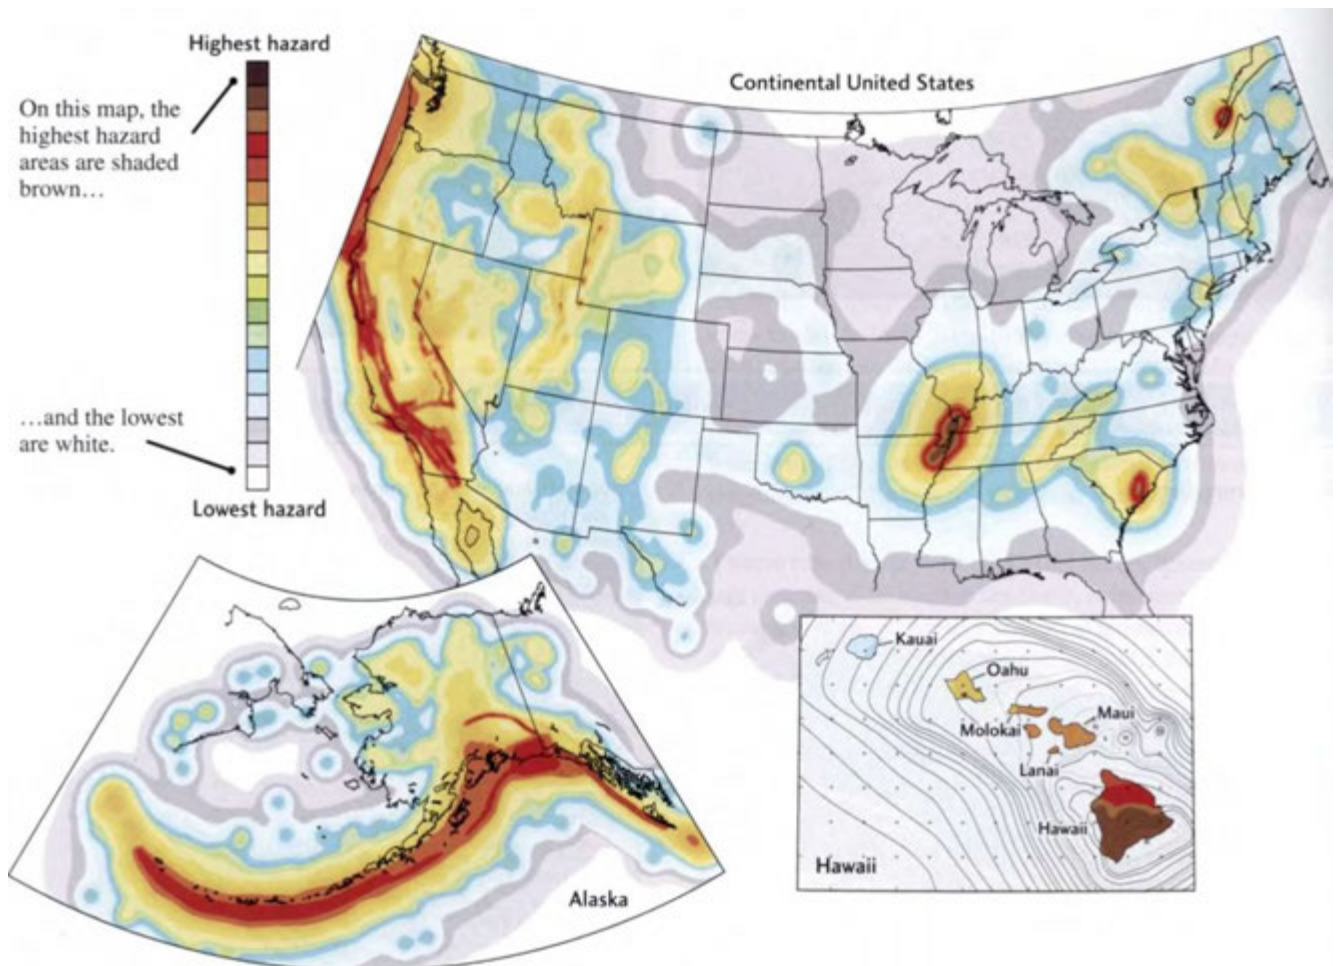 Highest hazard
On this map, the
highest hazard
areas are shaded
brown…
…and the lowest
are white.
Lowest hazard
Continental United States
Alaska
Kauai
Oahu
Molokai
Maui
Lanai
Hawaii
Hawaii